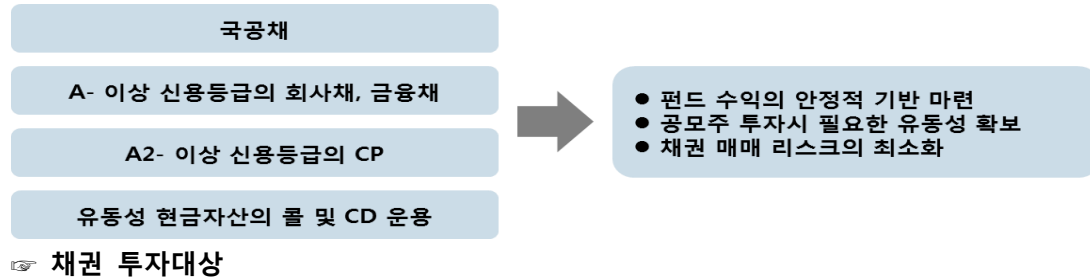 국공채
A- 이상 신용등급의 회사채, 금융채
A2- 이상 신용등급의 CP
유동성 현금자산의 콜 및 CD 운용
● 펀드 수익의 안정적 기반 마련
● 공모주 투자시 필요한 유동성 확보
● 채권 매매 리스크의 최소화
☞ 채권 투자대상